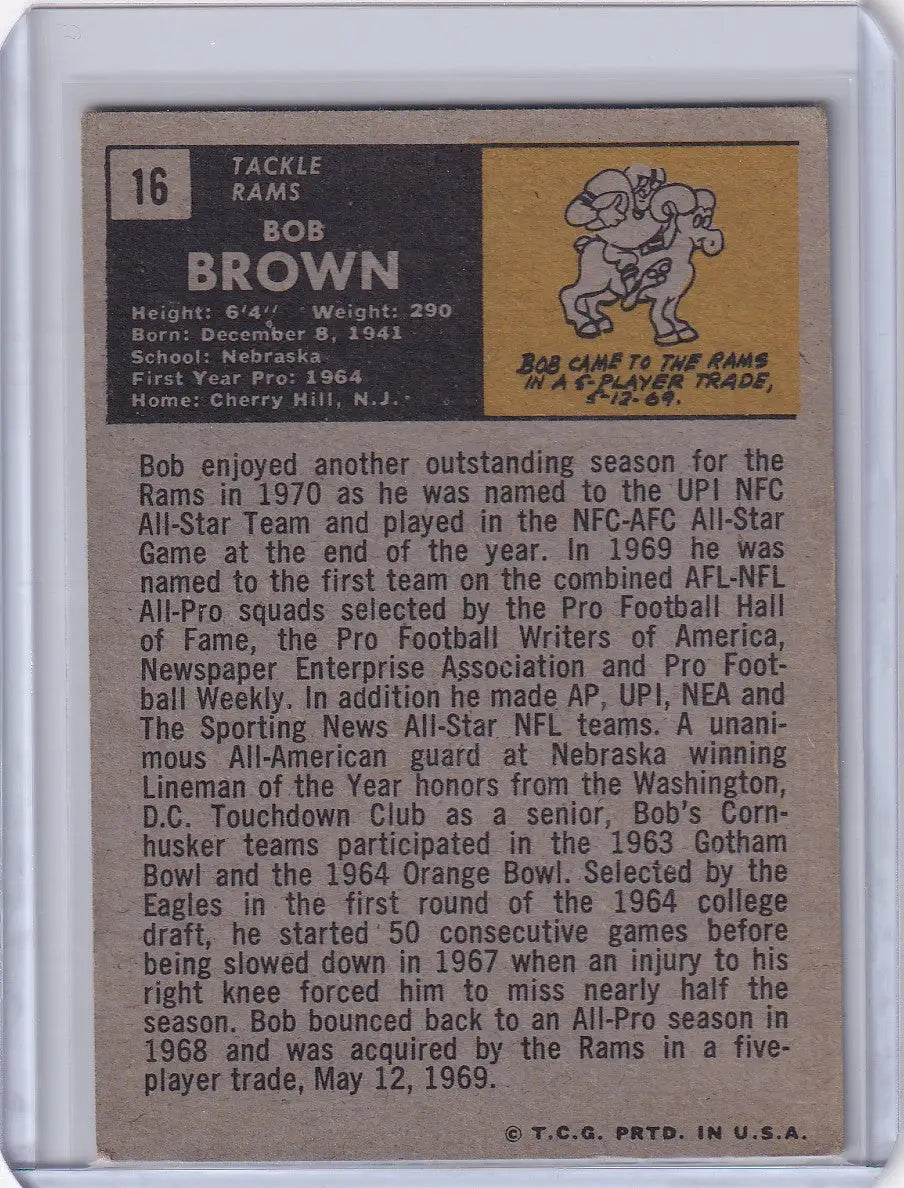 16
TACKLE
RAMS
BOB
BROWN
Height: 6'4" Weight: 290
Born: December 8, 1941
School: Nebraska
First Year Pro: 1964
Home: Cherry Hill, N.J.
BOB CAME TO THE RAMS
IN A 5-PLAYER TRADE,
5-12-69.
Bob enjoyed another outstanding season for the
Rams in 1970 as he was named to the UPI NFC
All-Star Team and played in the NFC-AFC All-Star
Game at the end of the year. In 1969 he was
named to the first team on the combined AFL-NFL
All-Pro squads selected by the Pro Football Hall
of Fame, the Pro Football Writers of America,
Newspaper Enterprise Association and Pro Foot-
ball Weekly. In addition he made AP, UPI, NEA and
The Sporting News All-Star NFL teams. A unani-
mous All-American guard at Nebraska winning
Lineman of the Year honors from the Washington,
D.C. Touchdown Club as a senior, Bob's Corn-
husker teams participated in the 1963 Gotham
Bowl and the 1964 Orange Bowl. Selected by the
Eagles in the first round of the 1964 college
draft, he started 50 consecutive games before
being slowed down in 1967 when an injury to his
right knee forced him to miss nearly half the
season. Bob bounced back to an All-Pro season in
1968 and was acquired by the Rams in a five-
player trade, May 12, 1969.
© T.C.G. PRTD. IN U.S.A.